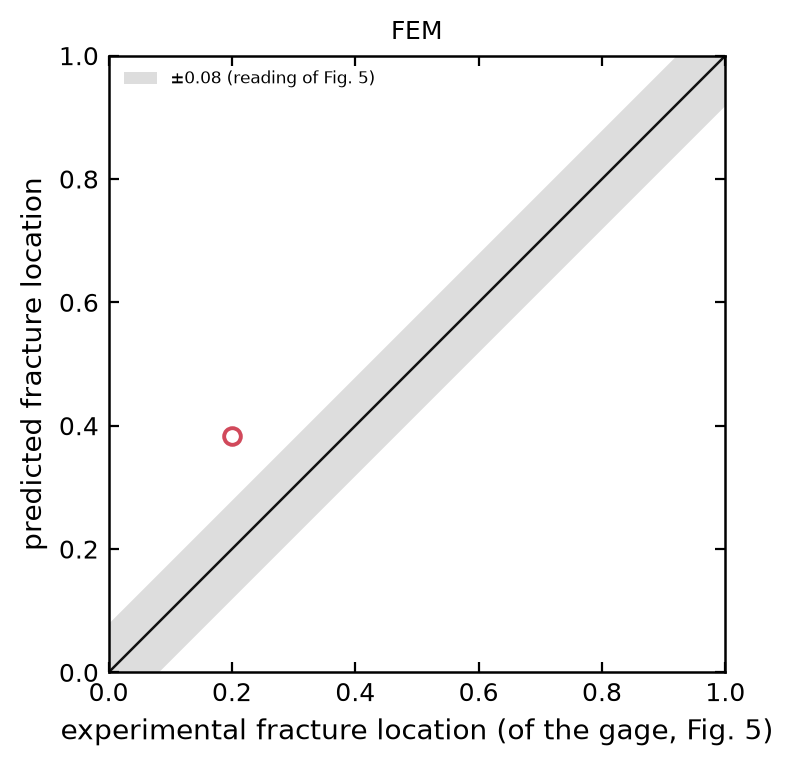 FEM
±0.08 (reading of Fig. 5)
predicted fracture location
1.0
0.8
0.6
0.4
0.2
0.0
0.0 0.2 0.4 0.6 0.8 1.0
experimental fracture location (of the gage, Fig. 5)